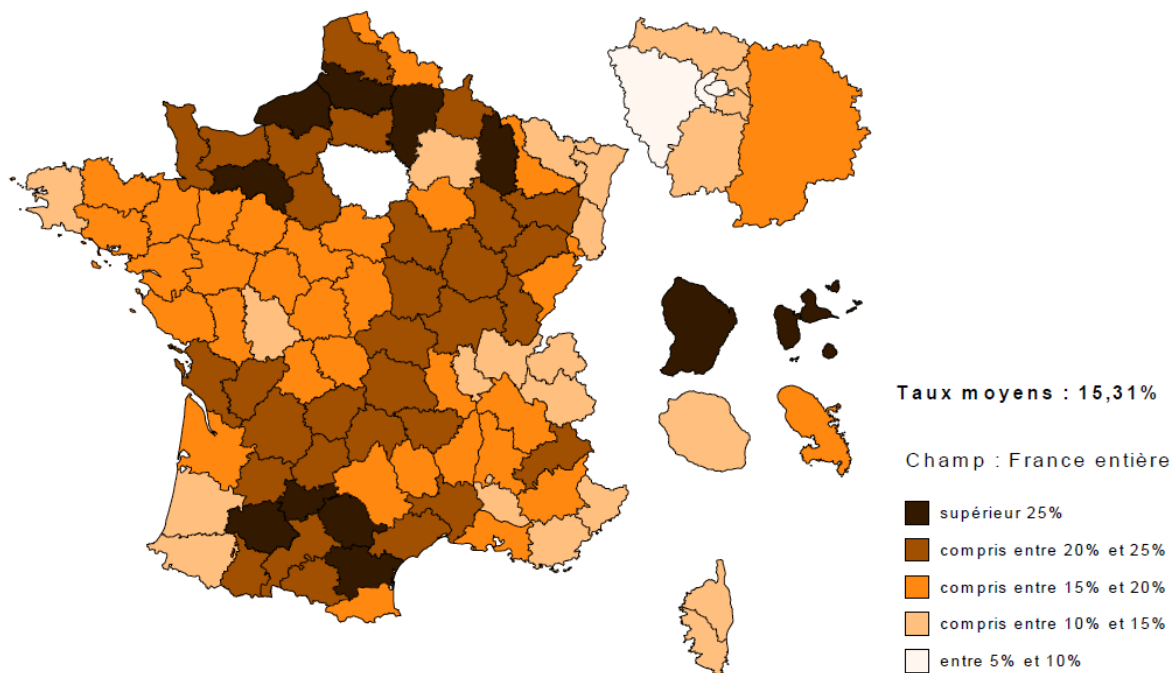 Taux moyens : 15,31%
Champ : France entière
supérieur 25%
compris entre 20% et 25%
compris entre 15% et 20%
compris entre 10% et 15%
entre 5% et 10%